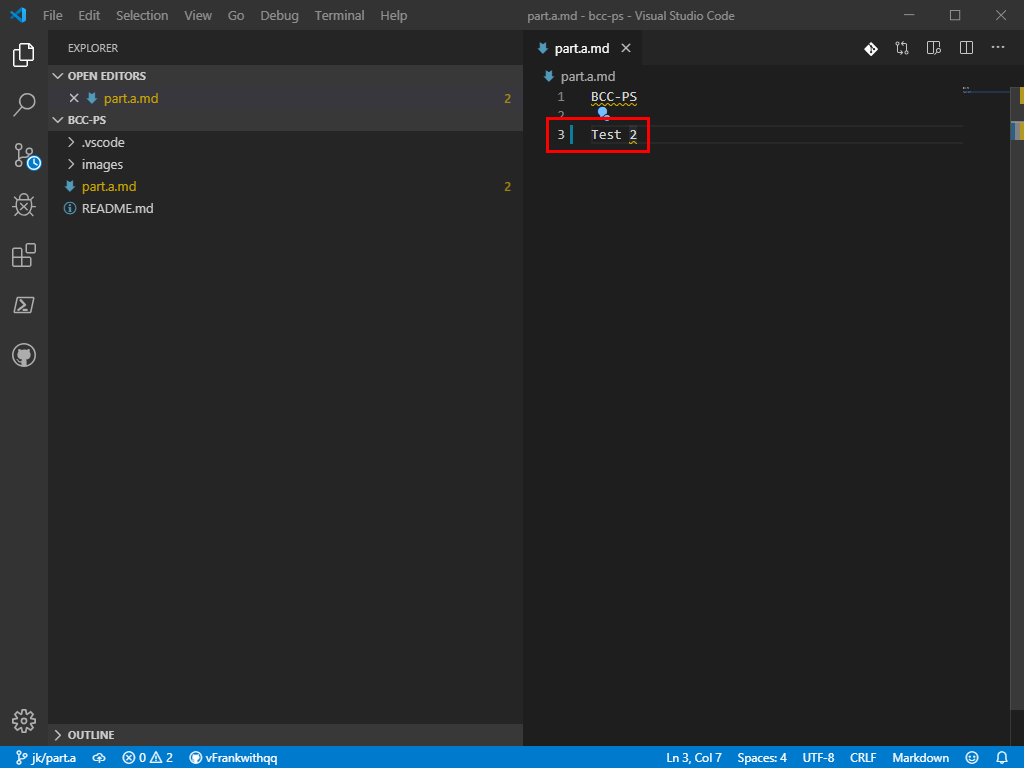 File Edit Selection View Go Debug Terminal Help part.a.md - bcc-ps - Visual Studio Code
EXPLORER
OPEN EDITORS
part.a.md 2
BCC-PS
.vscode
images
part.a.md 2
README.md
OUTLINE
part.a.md
part.a.md
1 BCC-PS
2
3 Test 2
jk/part.a 0 2 vFrankwithqq Ln 3, Col 7 Spaces: 4 UTF-8 CRLF Markdown